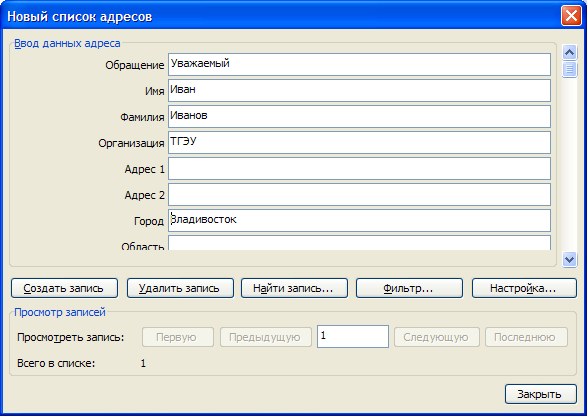 Новый список адресов
Ввод данных адреса
Обращение Уважаемый
Имя Иван
Фамилия Иванов
Организация ТГЭУ
Адрес 1
Адрес 2
Город Владивосток
Область
Создать запись Удалить запись Найти запись... Фильтр... Настройка...
Просмотр записей
Просмотреть запись: Первую Предыдущую 1 Следующую Последнюю
Всего в списке: 1
Закрыть